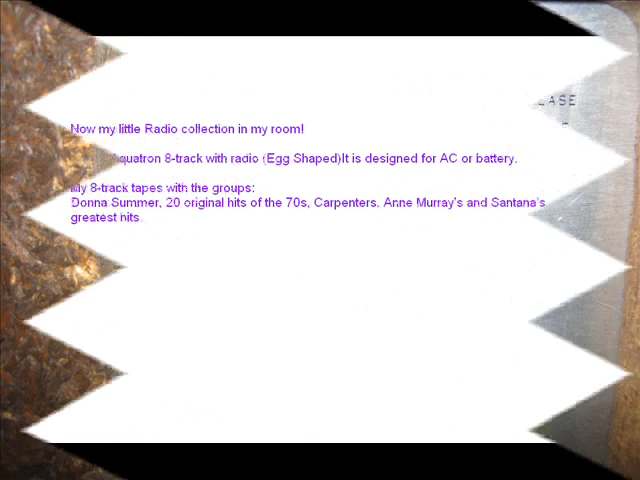 LEASE
Now my little Radio collection in my room!
quatron 8-track with radio (Egg Shaped)It is designed for AC or battery.
My 8-track tapes with the groups:
Donna Summer, 20 original hits of the 70s, Carpenters, Anne Murray's and Santana's
greatest hits.